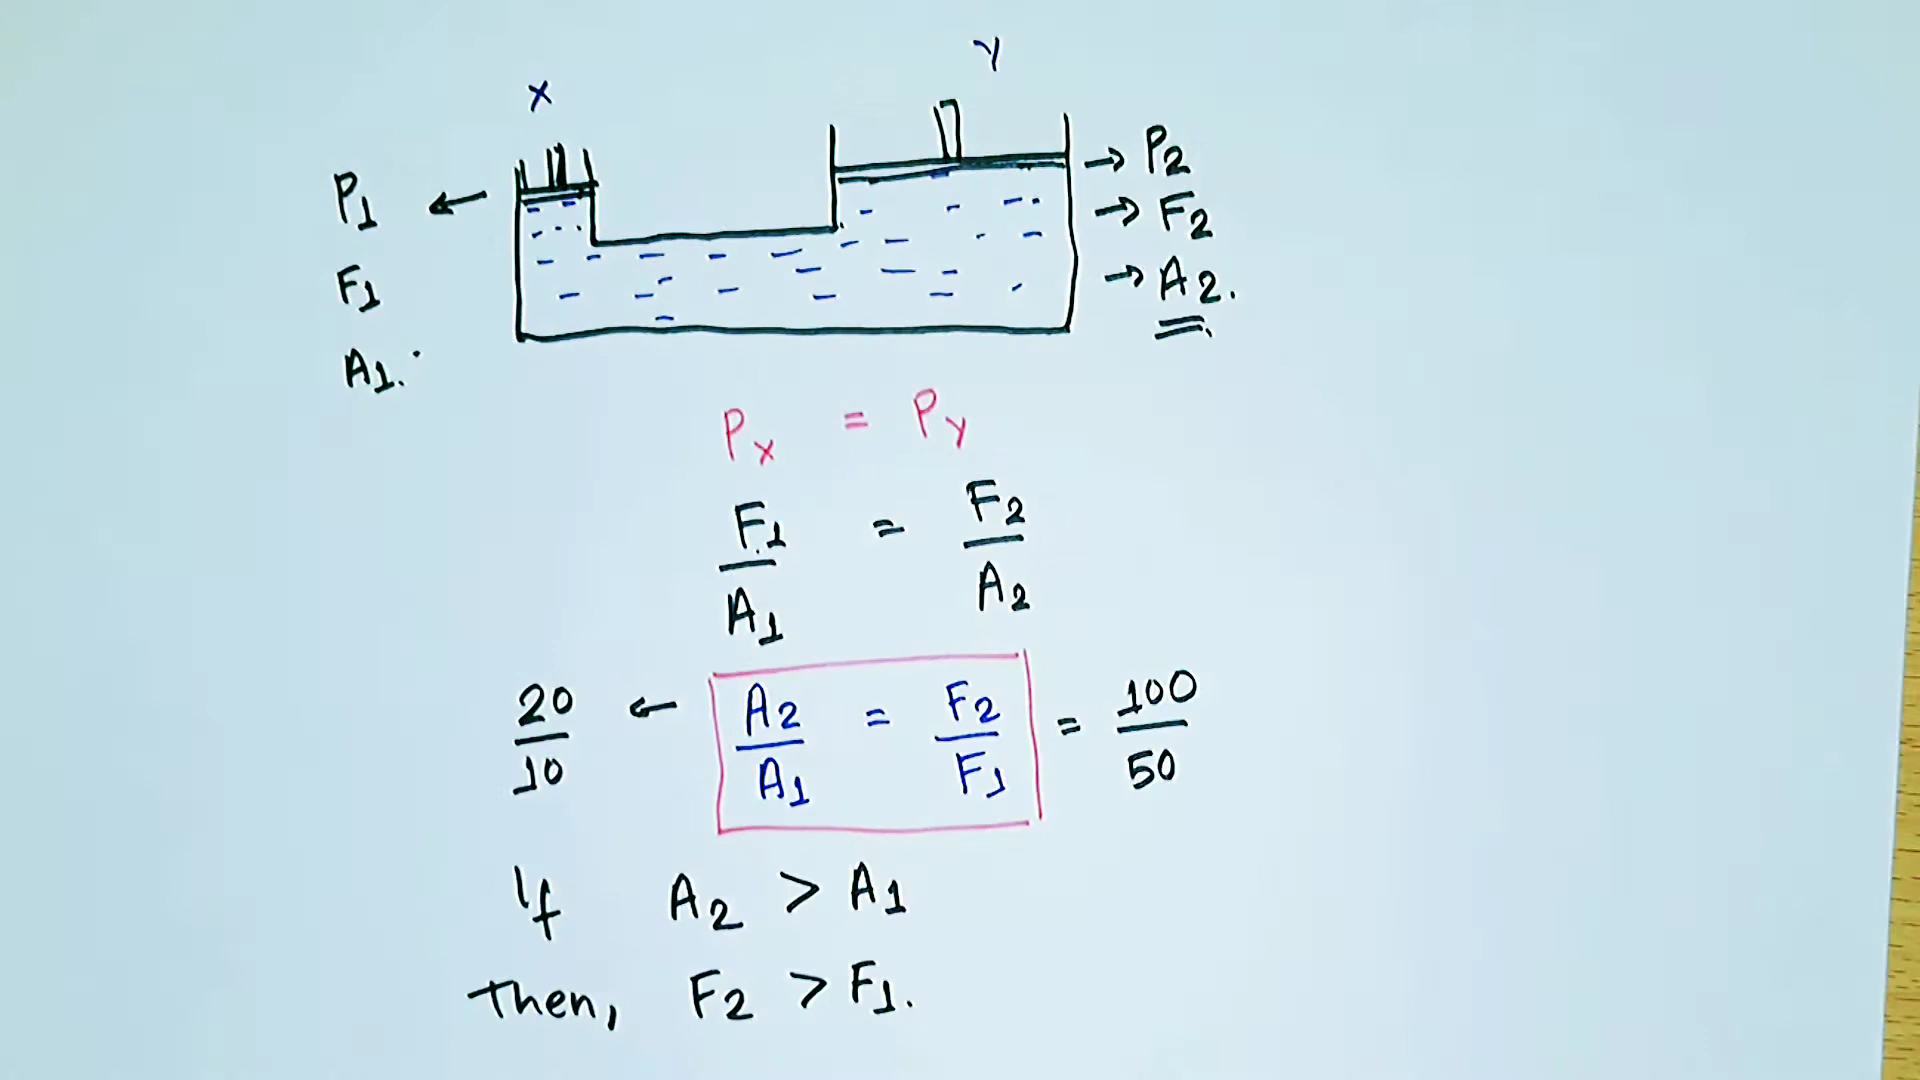 Y
X
P1 ← → P2
F1 → F2
A1. → A2.
Px = Py
F1/A1 = F2/A2
20/10 ← A2/A1 = F2/F1 = 100/50
If A2 > A1
Then, F2 > F1.